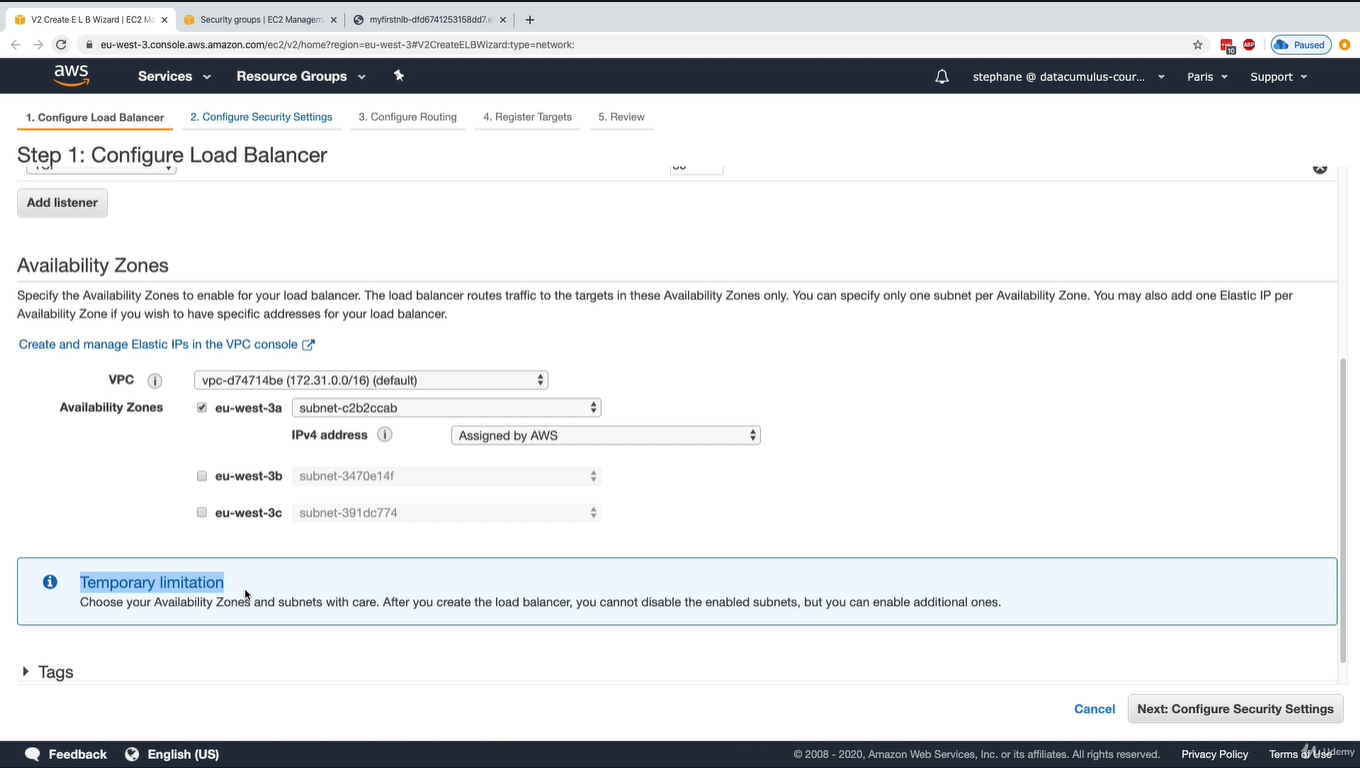 V2 Create E L B Wizard | EC2 Ma
Security groups | EC2 Managem
myfirstnlb-dfd6741253158dd7.e
eu-west-3.console.aws.amazon.com/ec2/v2/home?region=eu-west-3#V2CreateELBWizard:type=network:
10
ABP
Paused
aws
Services
Resource Groups
stephane @ datacumulus-cour...
Paris
Support
1. Configure Load Balancer
2. Configure Security Settings
3. Configure Routing
4. Register Targets
5. Review
Step 1: Configure Load Balancer
Add listener
Availability Zones
Specify the Availability Zones to enable for your load balancer. The load balancer routes traffic to the targets in these Availability Zones only. You can specify only one subnet per Availability Zone. You may also add one Elastic IP per
Availability Zone if you wish to have specific addresses for your load balancer.
Create and manage Elastic IPs in the VPC console
VPC
vpc-d74714be (172.31.0.0/16) (default)
Availability Zones
eu-west-3a
subnet-c2b2ccab
IPv4 address
Assigned by AWS
eu-west-3b
subnet-3470e14f
eu-west-3c
subnet-391dc774
Temporary limitation
Choose your Availability Zones and subnets with care. After you create the load balancer, you cannot disable the enabled subnets, but you can enable additional ones.
Tags
Cancel
Next: Configure Security Settings
Feedback
English (US)
© 2008 - 2020, Amazon Web Services, Inc. or its affiliates. All rights reserved.
Privacy Policy
Terms of Use
Udemy